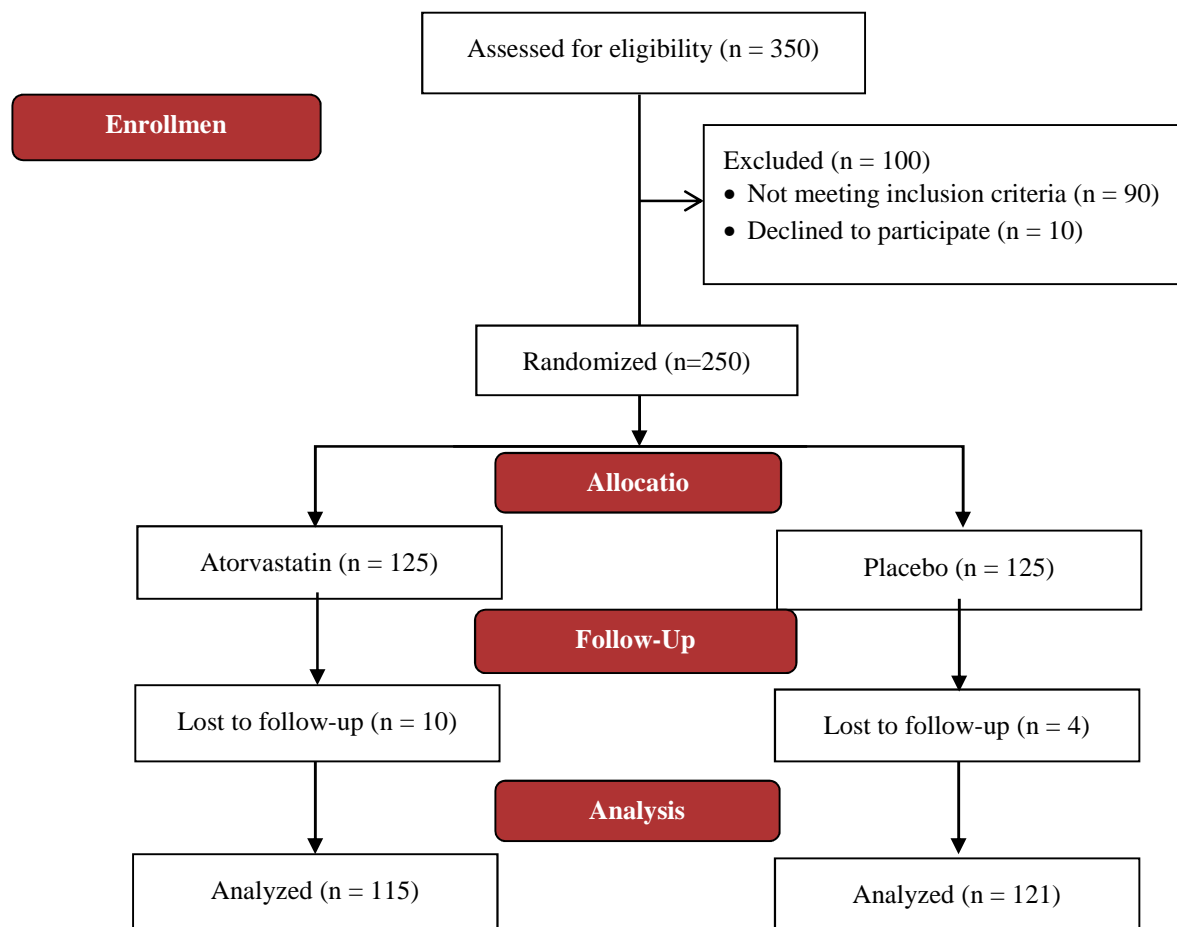 Assessed for eligibility (n = 350)
Enrollmen
Excluded (n = 100)
• Not meeting inclusion criteria (n = 90)
• Declined to participate (n = 10)
Randomized (n=250)
Allocatio
Atorvastatin (n = 125)
Placebo (n = 125)
Follow-Up
Lost to follow-up (n = 10)
Lost to follow-up (n = 4)
Analysis
Analyzed (n = 115)
Analyzed (n = 121)